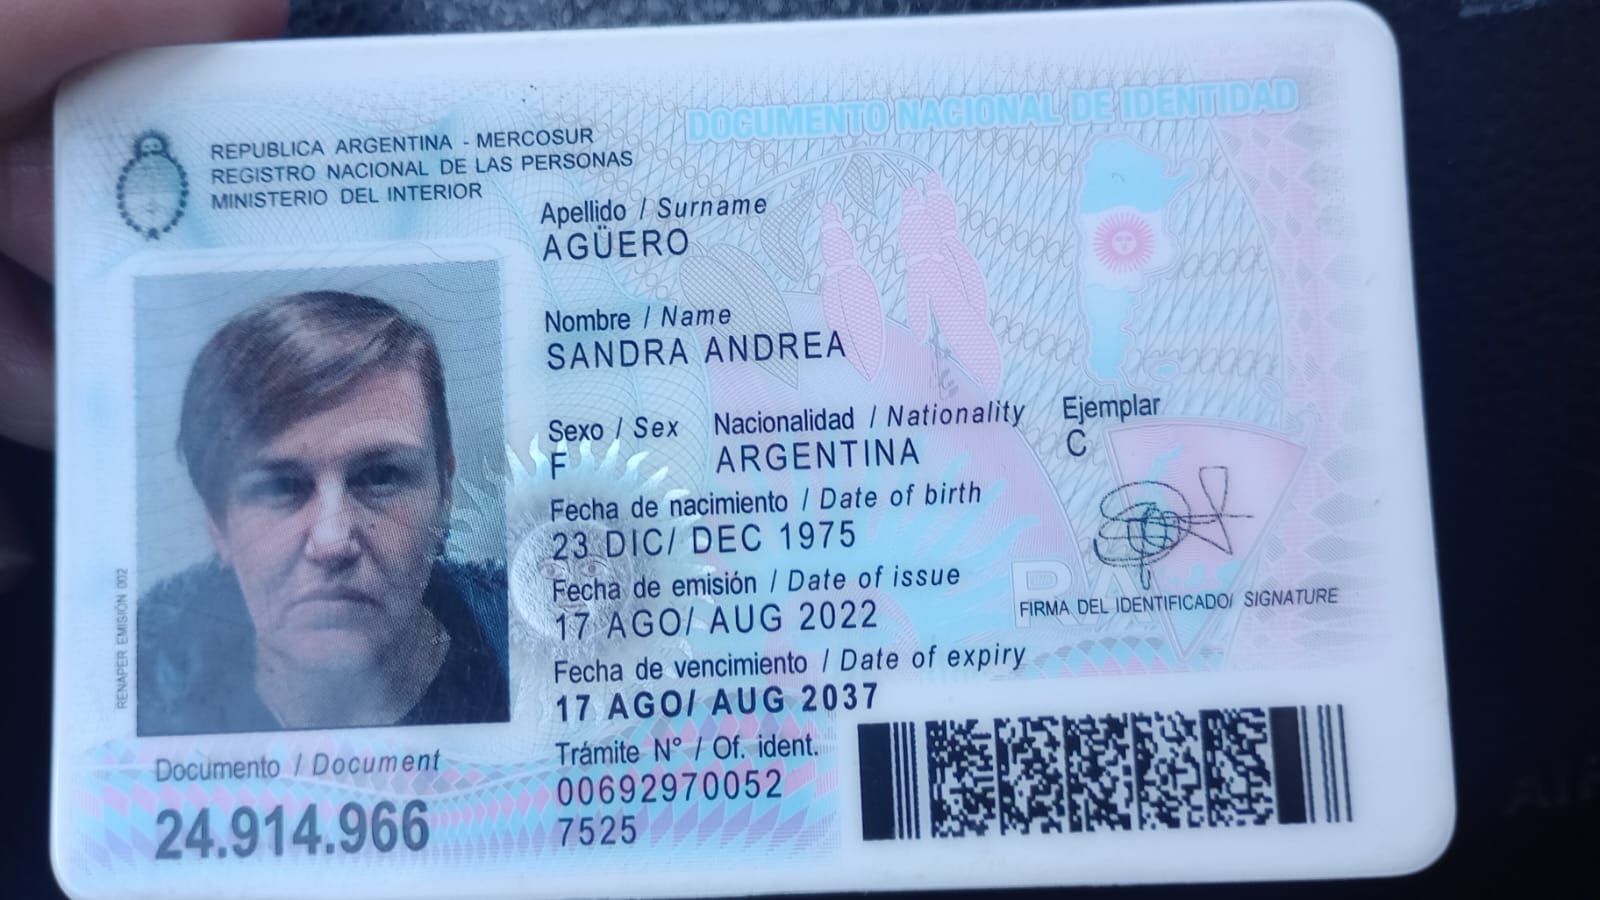 DOCUMENTO NACIONAL DE IDENTIDAD
REPUBLICA ARGENTINA - MERCOSUR
REGISTRO NACIONAL DE LAS PERSONAS
MINISTERIO DEL INTERIOR
Apellido / Surname
AGÜERO
Nombre / Name
SANDRA ANDREA
Sexo / Sex
F
Nacionalidad / Nationality
ARGENTINA
Ejemplar
C
Fecha de nacimiento / Date of birth
23 DIC/ DEC 1975
Fecha de emisión / Date of issue
17 AGO/ AUG 2022
Fecha de vencimiento / Date of expiry
17 AGO/ AUG 2037
FIRMA DEL IDENTIFICADO/ SIGNATURE
RA
Trámite N° / Of. ident.
00692970052
7525
Documento / Document
24.914.966
RENAPER EMISIÓN 002